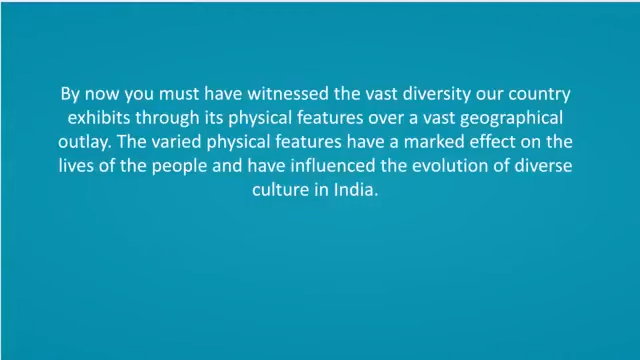 By now you must have witnessed the vast diversity our country
exhibits through its physical features over a vast geographical
outlay. The varied physical features have a marked effect on the
lives of the people and have influenced the evolution of diverse
culture in India.